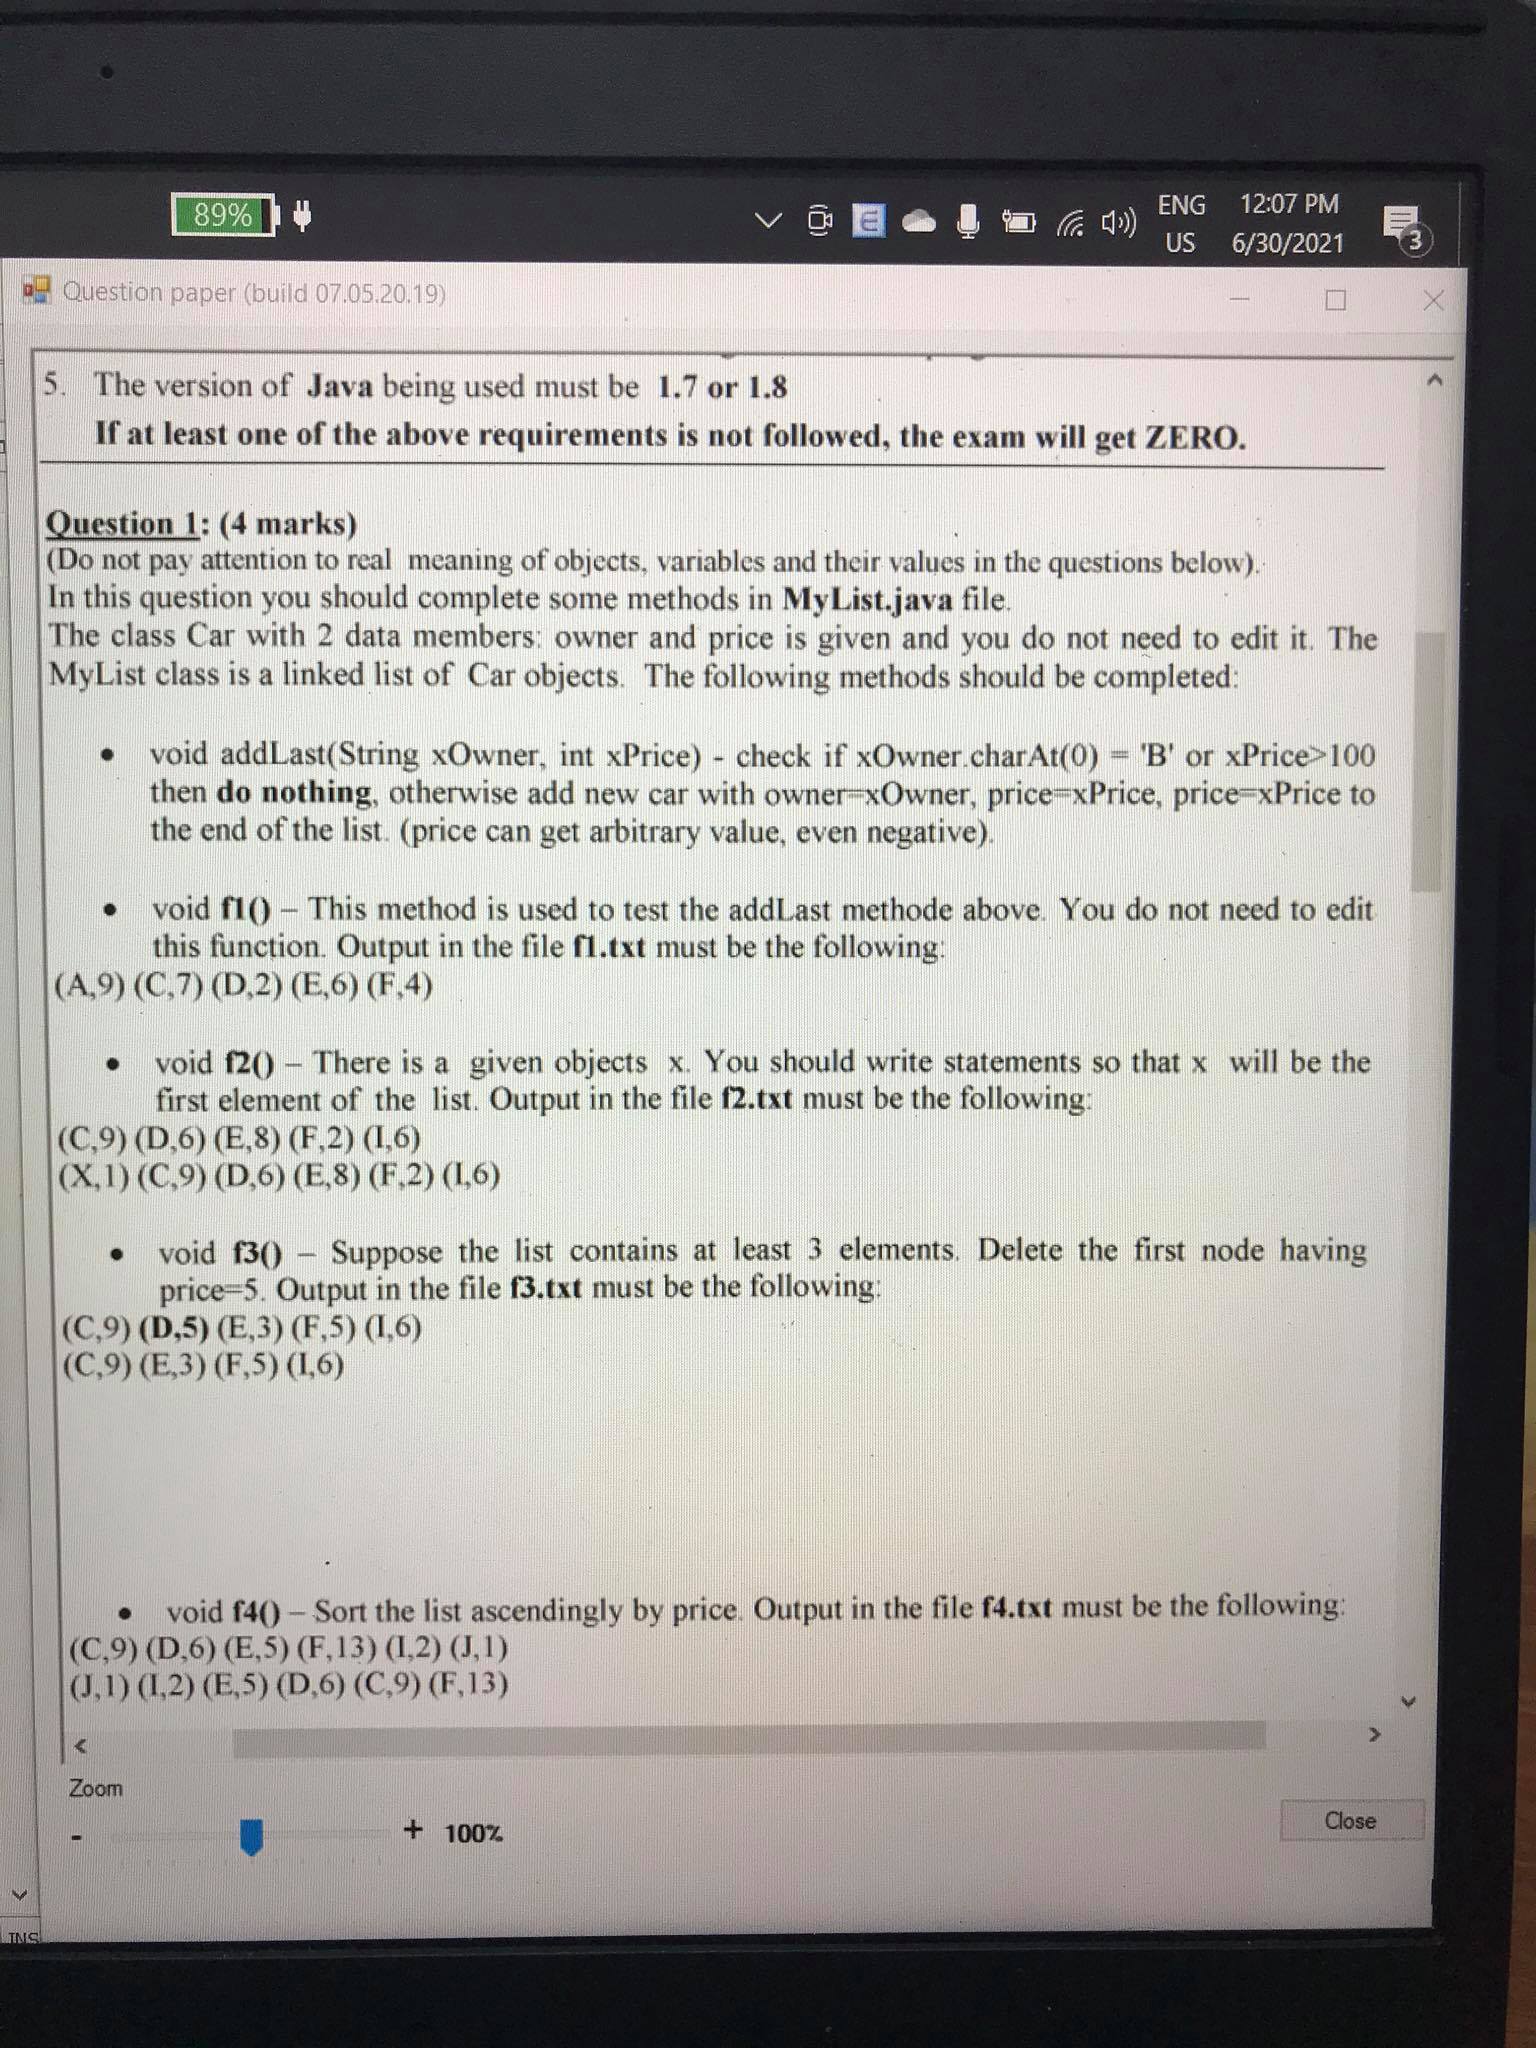 89%
ENG
US
12:07 PM
6/30/2021
3
Question paper (build 07.05.20.19)
5. The version of Java being used must be 1.7 or 1.8
If at least one of the above requirements is not followed, the exam will get ZERO.
Question 1: (4 marks)
(Do not pay attention to real meaning of objects, variables and their values in the questions below).
In this question you should complete some methods in MyList.java file.
The class Car with 2 data members: owner and price is given and you do not need to edit it. The
MyList class is a linked list of Car objects. The following methods should be completed:
• void addLast(String xOwner, int xPrice) - check if xOwner.charAt(0) = 'B' or xPrice>100
then do nothing, otherwise add new car with owner=xOwner, price=xPrice, price=xPrice to
the end of the list. (price can get arbitrary value, even negative).
• void f1() – This method is used to test the addLast methode above. You do not need to edit
this function. Output in the file f1.txt must be the following:
(A,9) (C,7) (D,2) (E,6) (F,4)
• void f2() – There is a given objects x. You should write statements so that x will be the
first element of the list. Output in the file f2.txt must be the following:
(C,9) (D,6) (E,8) (F,2) (I,6)
(X,1) (C,9) (D,6) (E,8) (F,2) (I,6)
• void f3() – Suppose the list contains at least 3 elements. Delete the first node having
price=5. Output in the file f3.txt must be the following:
(C,9) (D,5) (E,3) (F,5) (I,6)
(C,9) (E,3) (F,5) (I,6)
• void f4() – Sort the list ascendingly by price. Output in the file f4.txt must be the following:
(C,9) (D,6) (E,5) (F,13) (I,2) (J,1)
(J,1) (I,2) (E,5) (D,6) (C,9) (F,13)
Zoom
- + 100%
Close
INS